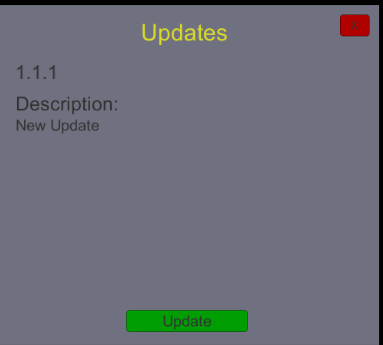 Updates
1.1.1
Description:
New Update
Update